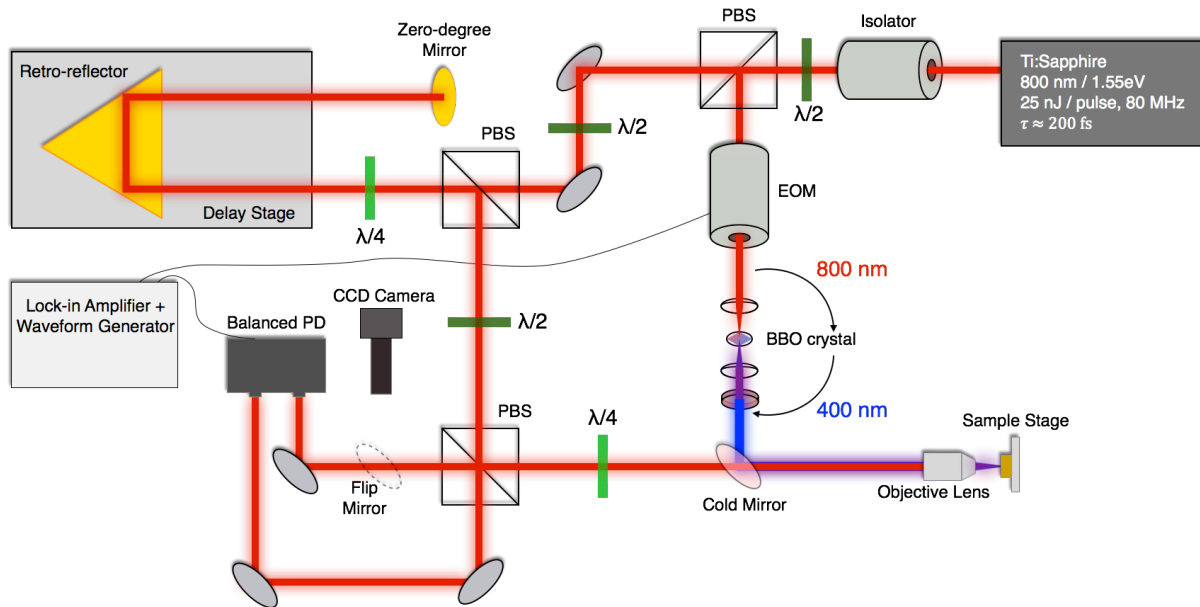 PBS
Isolator
Ti:Sapphire
800 nm / 1.55eV
25 nJ / pulse, 80 MHz
τ ≈ 200 fs
Zero-degree
Mirror
Retro-reflector
λ/2
λ/2
PBS
EOM
Delay Stage
λ/4
800 nm
Lock-in Amplifier +
Waveform Generator
CCD Camera
Balanced PD
λ/2
BBO crystal
400 nm
PBS
λ/4
Sample Stage
Flip
Mirror
Cold Mirror
Objective Lens